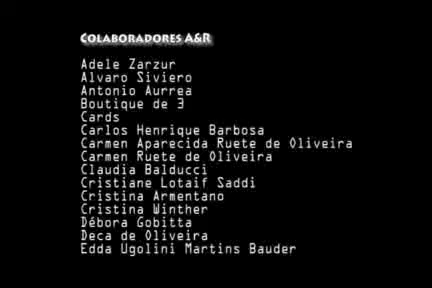 Colaboradores A&R
Adele Zarzur
Alvaro Siviero
Antonio Aurrea
Boutique de 3
Cards
Carlos Henrique Barbosa
Carmen Aparecida Ruete de Oliveira
Carmen Ruete de Oliveira
Claudia Balducci
Cristiane Lotaif Saddi
Cristina Armentano
Cristina Winther
Débora Gobitta
Deca de Oliveira
Edda Ugolini Martins Bauder